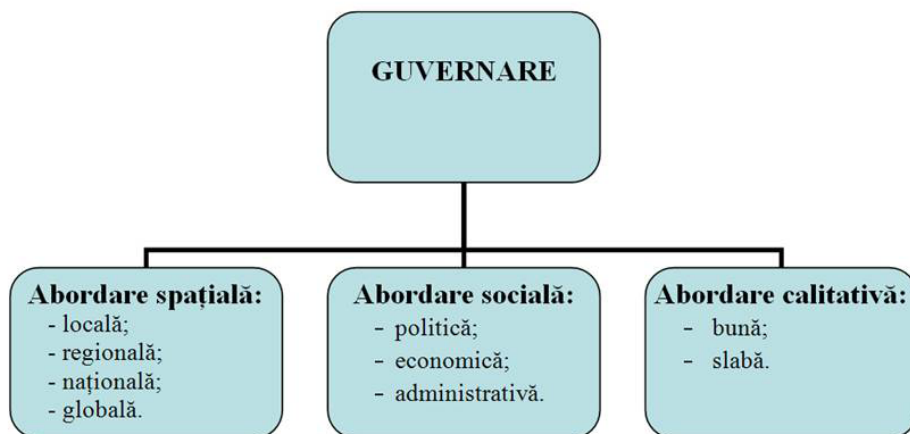 GUVERNARE
Abordare spațială:
- locală;
- regională;
- națională;
- globală.
Abordare socială:
- politică;
- economică;
- administrativă.
Abordare calitativă:
- bună;
- slabă.